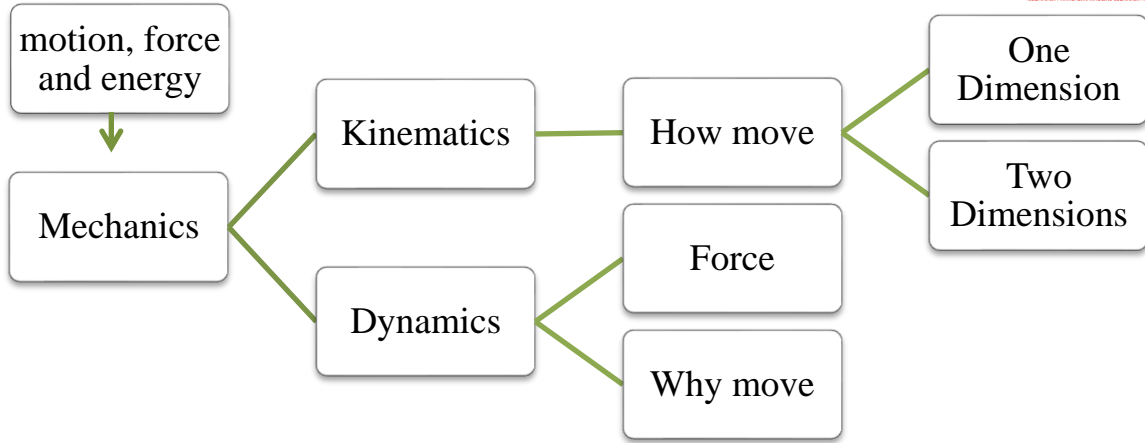 motion, force
and energy
Mechanics
Kinematics
Dynamics
How move
Force
Why move
One
Dimension
Two
Dimensions